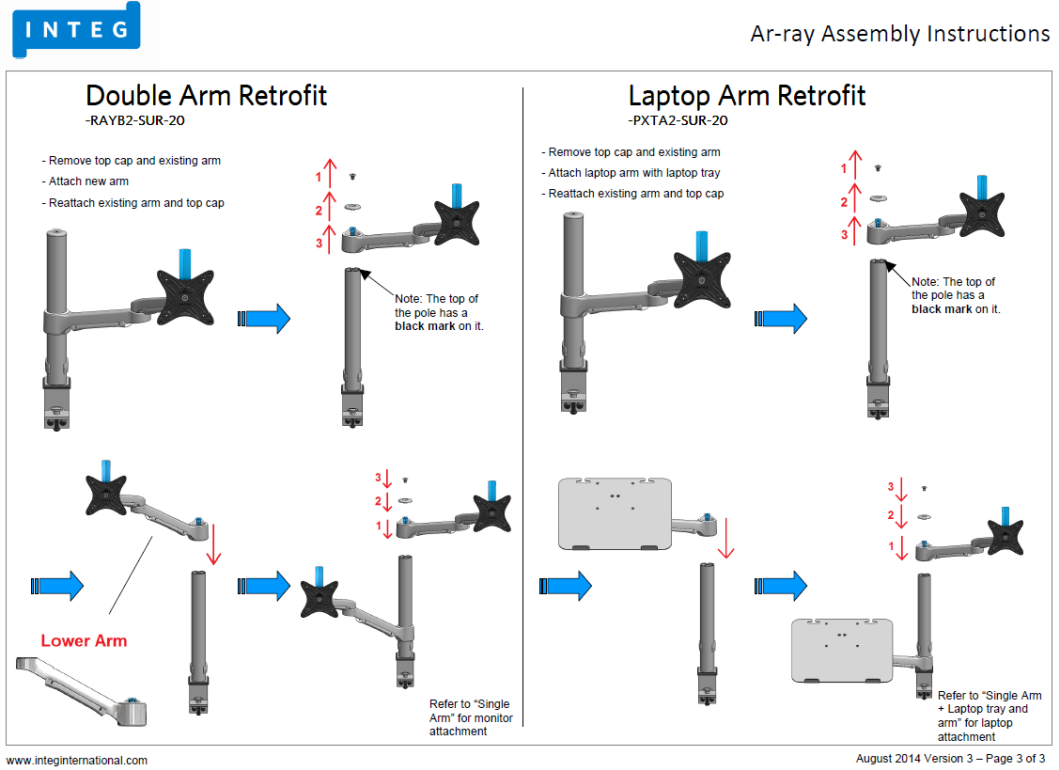 INTEG
Ar-ray Assembly Instructions
Double Arm Retrofit
-RAYB2-SUR-20
- Remove top cap and existing arm
- Attach new arm
- Reattach existing arm and top cap
1
2
3
Note: The top of
the pole has a
black mark on it.
Lower Arm
3
2
1
Refer to “Single
Arm” for monitor
attachment
Laptop Arm Retrofit
-PXTA2-SUR-20
- Remove top cap and existing arm
- Attach laptop arm with laptop tray
- Reattach existing arm and top cap
1
2
3
Note: The top of
the pole has a
black mark on it.
3
2
1
Refer to “Single Arm
+ Laptop tray and
arm” for laptop
attachment
www.integinternational.com
August 2014 Version 3 – Page 3 of 3